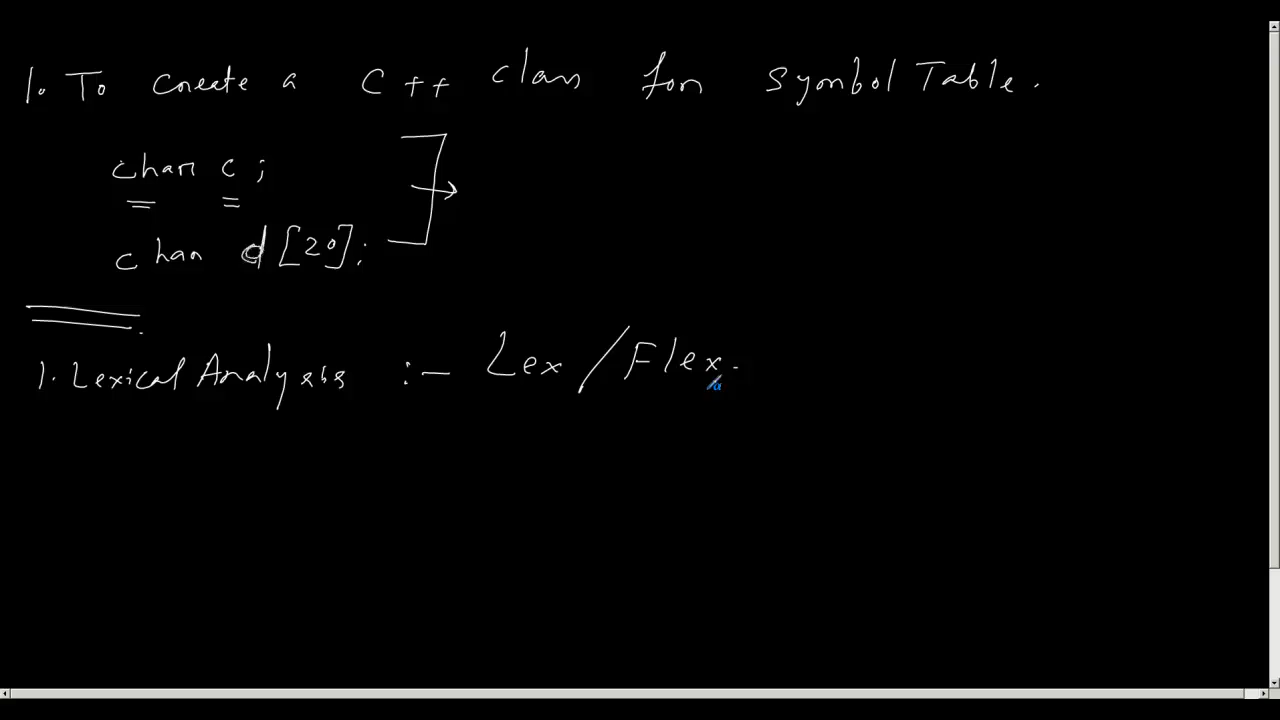 1. To create a C++ class for Symbol Table.
char c;
char d[20];
1. Lexical Analysis :- Lex / Flex.